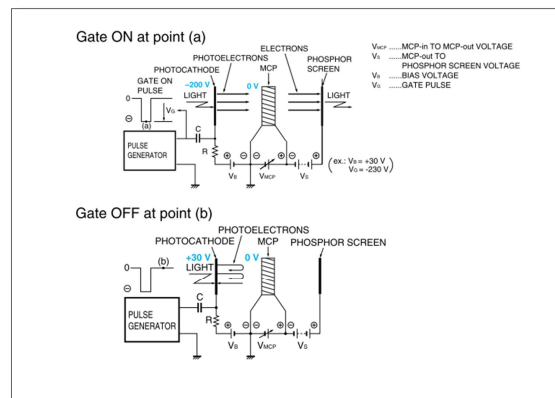 Gate ON at point (a)
PHOTOELECTRONS
ELECTRONS
PHOTOCATHODE
MCP
PHOSPHOR
SCREEN
GATE ON
PULSE
–200 V
0 V
LIGHT
LIGHT
0
VG
(a)
⊖
C
PULSE
GENERATOR
R
⊕ ⊖ ⊖ ⊕ ⊖ ⊕
VB VMCP VS
VMCP ......MCP-in TO MCP-out VOLTAGE
VS ......MCP-out TO
PHOSPHOR SCREEN VOLTAGE
VB ......BIAS VOLTAGE
VG ......GATE PULSE
(ex.: VB = +30 V
VG = -230 V)
Gate OFF at point (b)
PHOTOELECTRONS
PHOTOCATHODE
MCP
PHOSPHOR SCREEN
+30 V
0 V
(b)
0
LIGHT
⊖
C
PULSE
GENERATOR
R
⊕ ⊖ ⊖ ⊕ ⊖ ⊕
VB VMCP VS